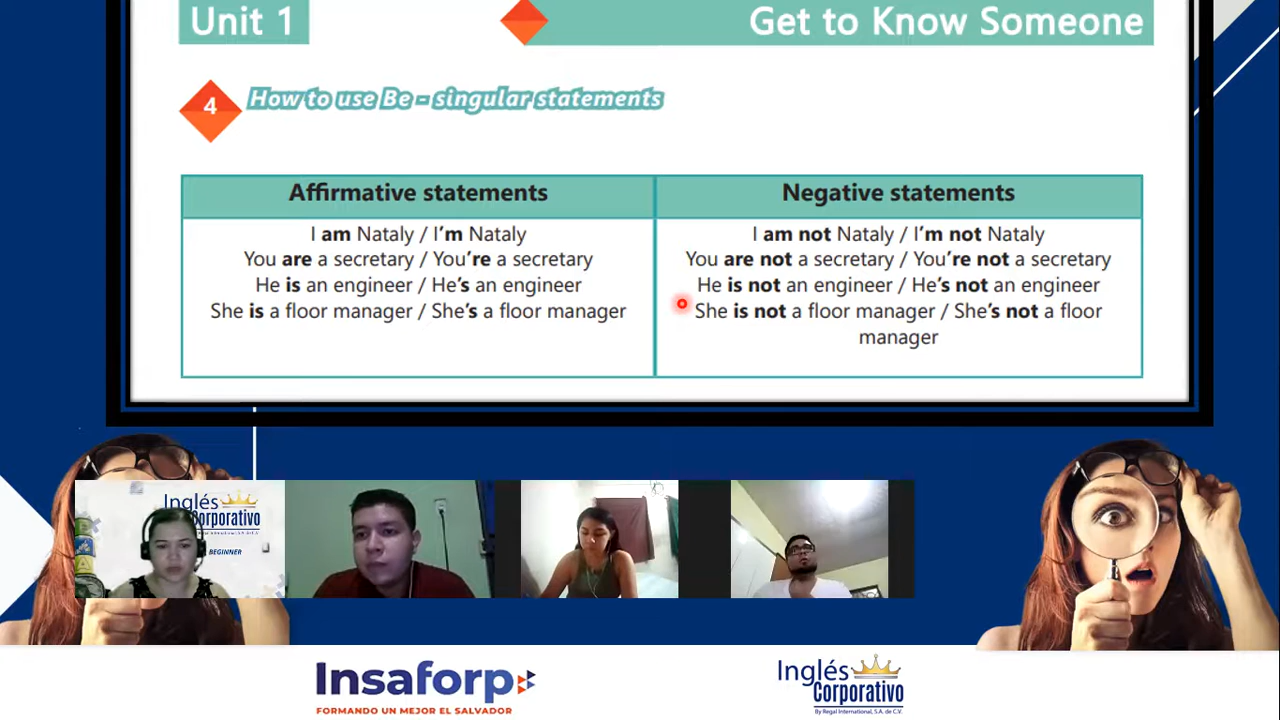 Unit 1
Get to Know Someone
4
How to use Be - singular statements
Affirmative statements
I am Nataly / I'm Nataly
You are a secretary / You're a secretary
He is an engineer / He's an engineer
She is a floor manager / She's a floor manager
Negative statements
I am not Nataly / I'm not Nataly
You are not a secretary / You're not a secretary
He is not an engineer / He's not an engineer
She is not a floor manager / She's not a floor
manager
Inglés
Corporativo
BEGINNER
Insaforp
FORMANDO UN MEJOR EL SALVADOR
Inglés
Corporativo
By Regal International, S.A. de C.V.